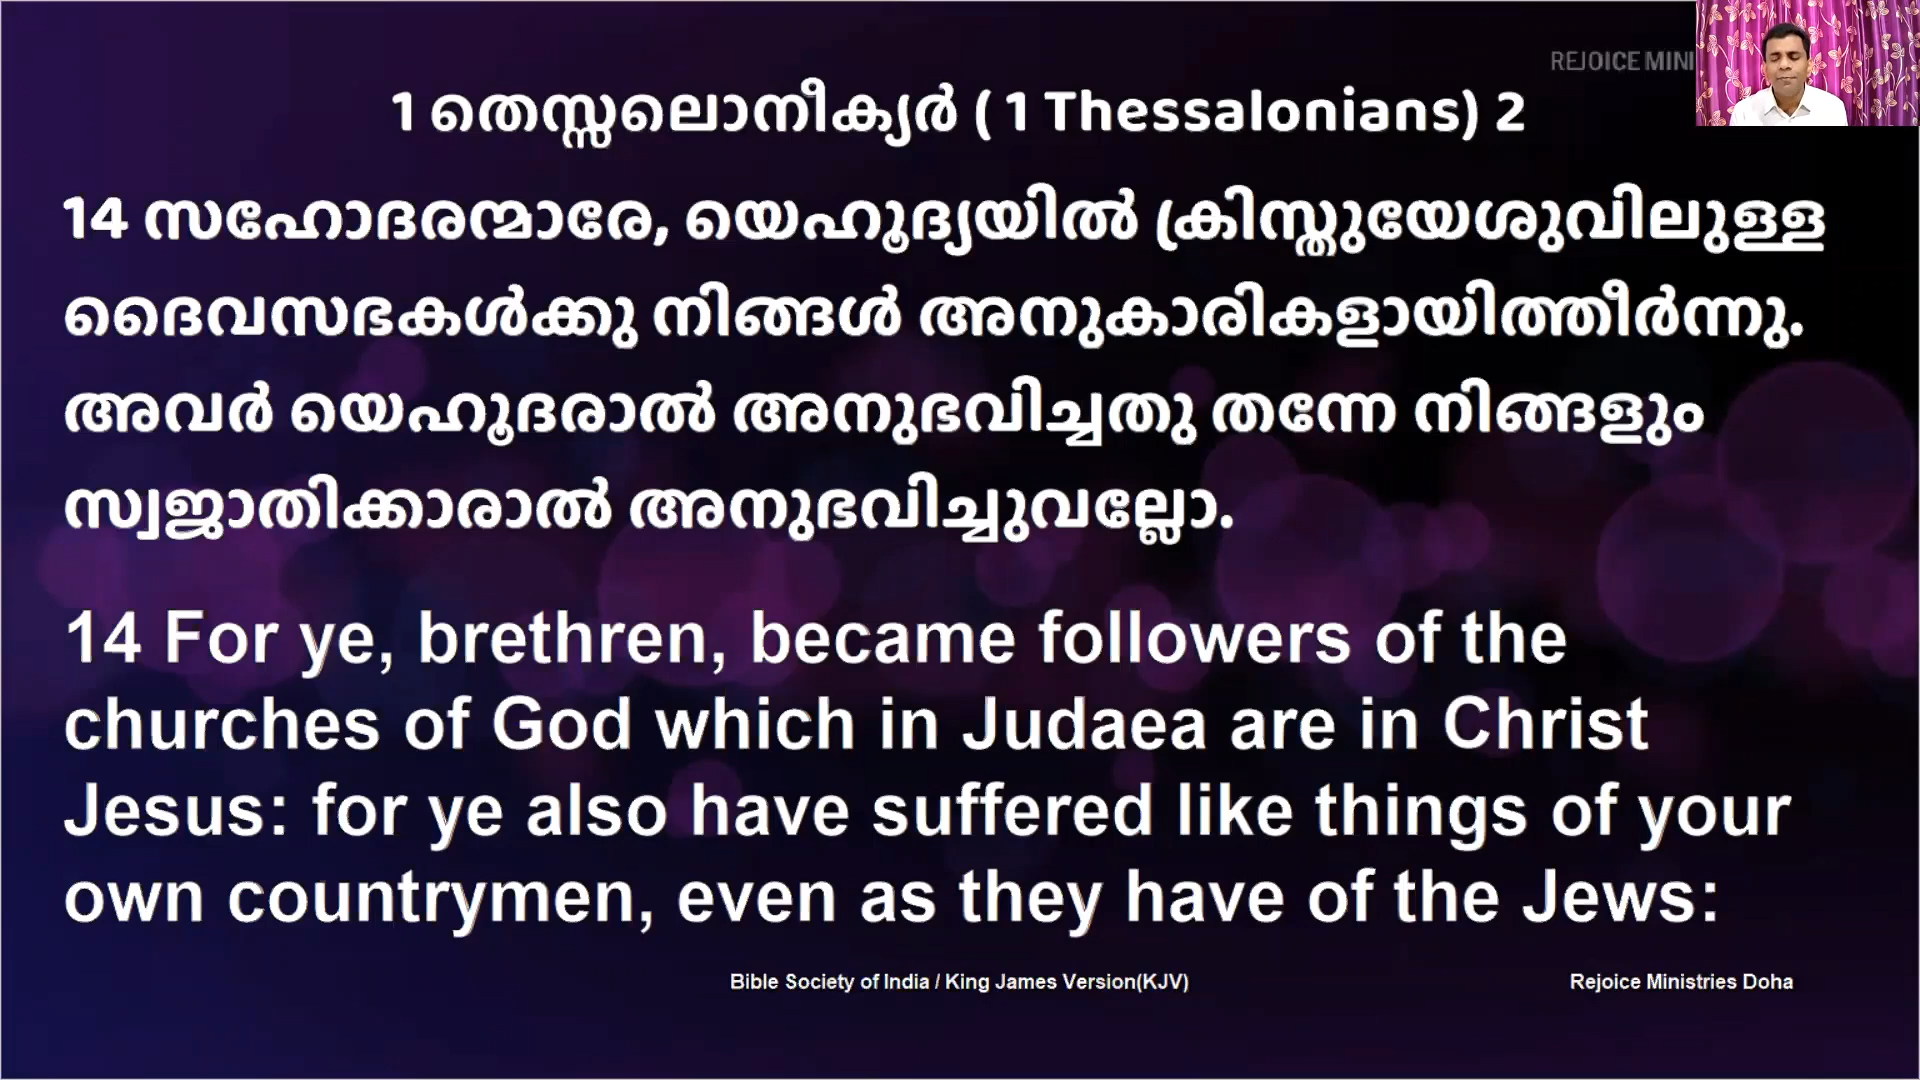 REJOICE MINI
1 തെസ്സലൊനീക്യർ ( 1 Thessalonians) 2
14 സഹോദരന്മാരേ, യെഹൂദ്യയിൽ ക്രിസ്തുയേശുവിലുള്ള
ദൈവസഭകൾക്കു നിങ്ങൾ അനുകാരികളായിത്തീർന്നു.
അവർ യെഹൂദരാൽ അനുഭവിച്ചതു തന്നേ നിങ്ങളും
സ്വജാതിക്കാരാൽ അനുഭവിച്ചുവല്ലോ.
14 For ye, brethren, became followers of the
churches of God which in Judaea are in Christ
Jesus: for ye also have suffered like things of your
own countrymen, even as they have of the Jews:
Bible Society of India / King James Version(KJV)
Rejoice Ministries Doha